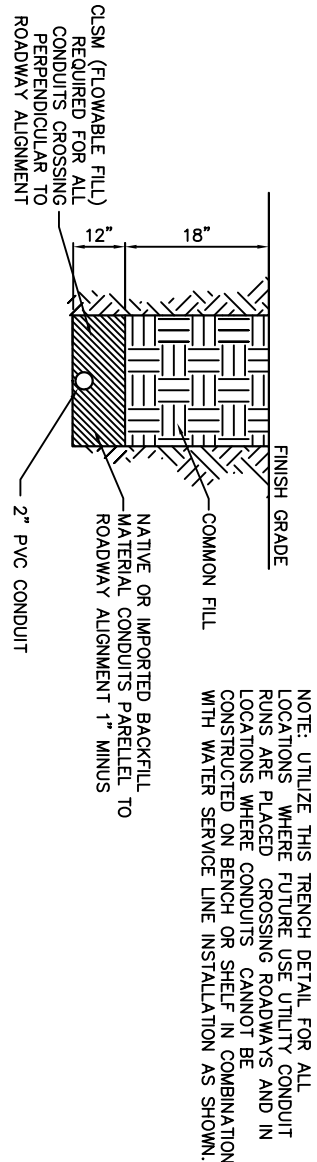 NOTE: UTILIZE THIS TRENCH DETAIL FOR ALL
LOCATIONS WHERE FUTURE USE UTILITY CONDUIT
RUNS ARE PLACED CROSSING ROADWAYS AND IN
LOCATIONS WHERE CONDUITS CANNOT BE
CONSTRUCTED ON BENCH OR SHELF IN COMBINATION
WITH WATER SERVICE LINE INSTALLATION AS SHOWN.
FINISH GRADE
18"
COMMON FILL
12"
NATIVE OR IMPORTED BACKFILL
MATERIAL CONDUITS PARELLEL TO
ROADWAY ALIGNMENT 1" MINUS
2" PVC CONDUIT
CLSM (FLOWABLE FILL)
REQUIRED FOR ALL
CONDUITS CROSSING
PERPENDICULAR TO
ROADWAY ALIGNMENT